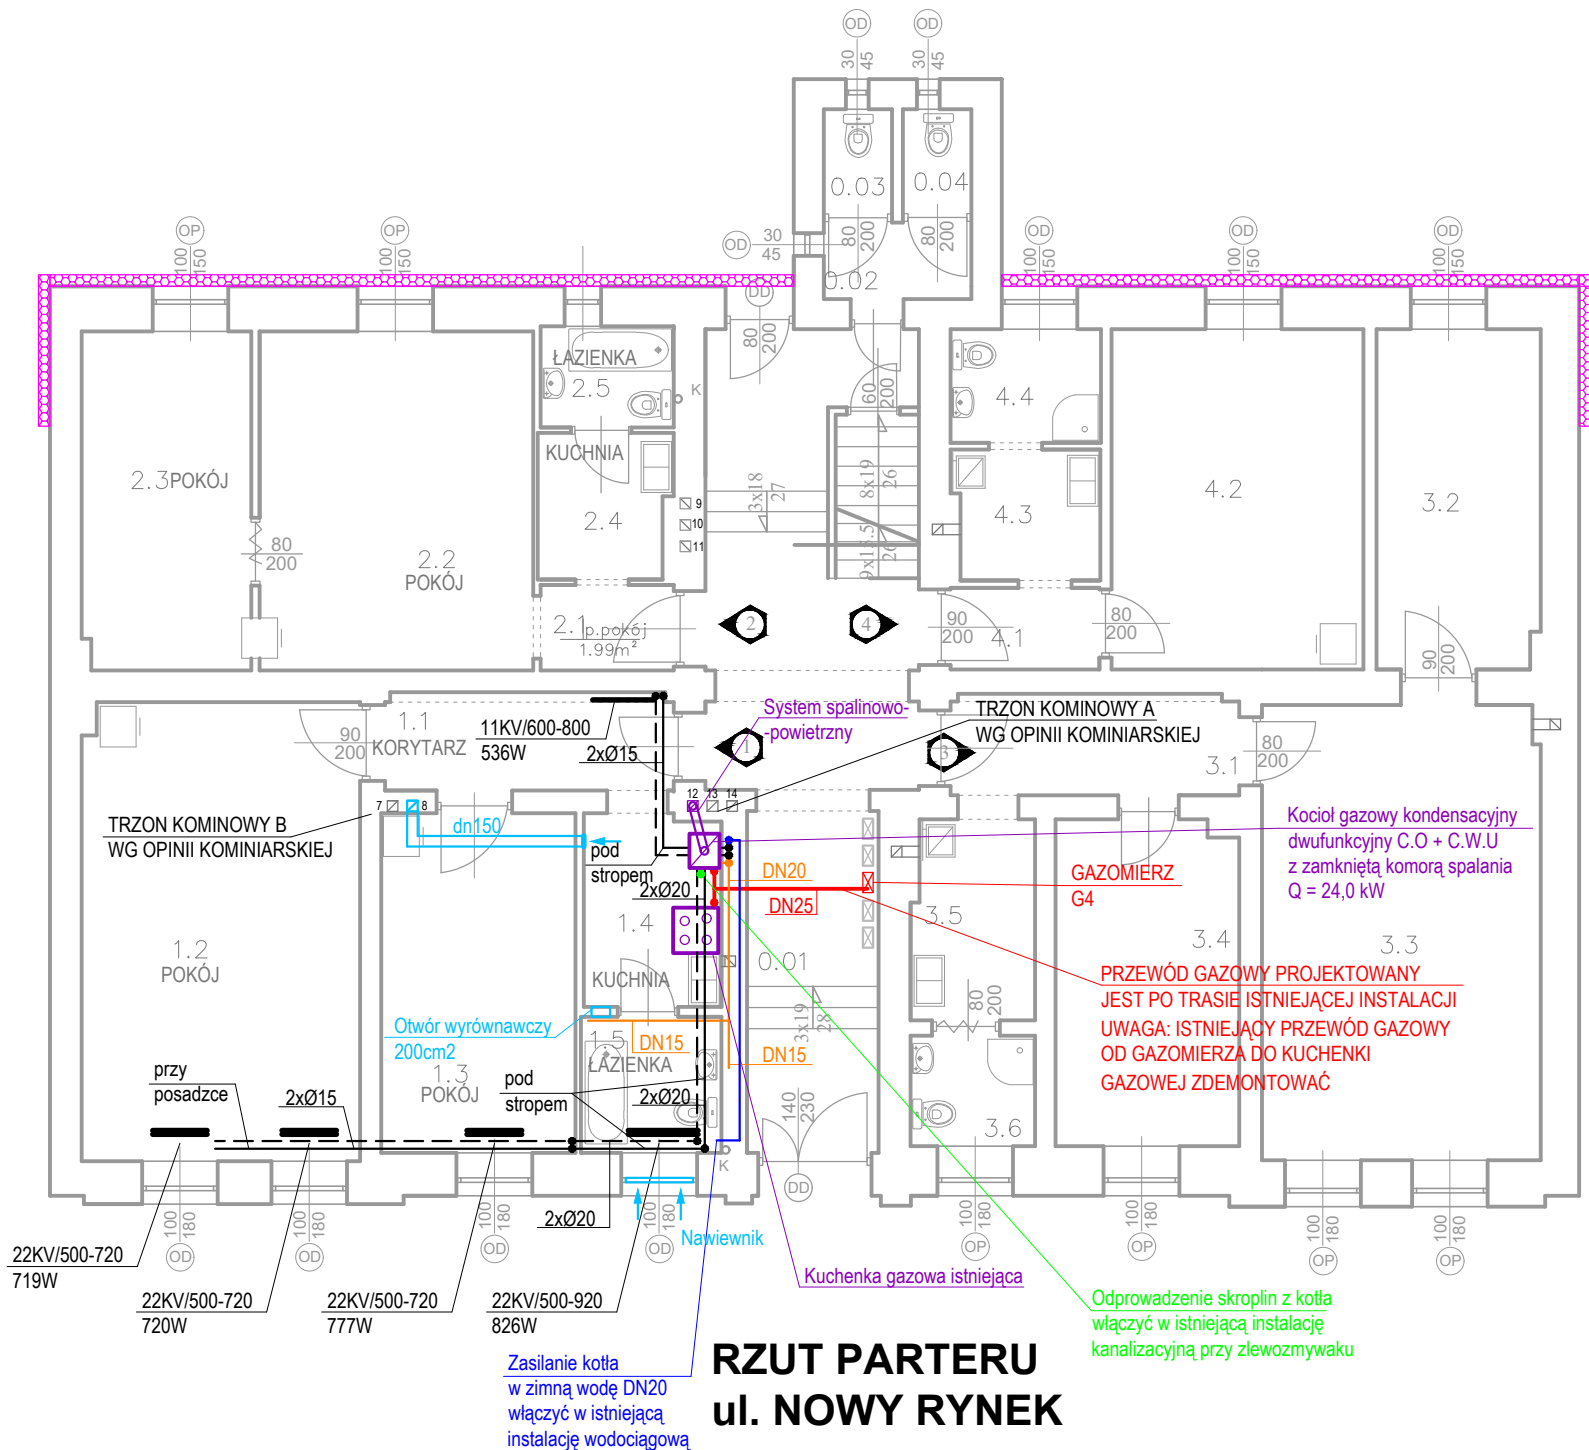 OD
OD
30
45
30
45
0.03
0.04
80
200
80
200
OD
30
45
0.02
OP
100
150
OP
100
150
OD
100
150
OD
100
150
OD
100
150
DD
80
200
60
200
ŁAZIENKA
2.5
K
KUCHNIA
2.4
2.3
POKÓJ
80
200
2.2
POKÓJ
9
10
11
3x18
27
8x19
26
9x15.5
26
4.4
4.3
4.2
3.2
2.1
p.pokój
1.99m²
2
4
90
200
4.1
80
200
90
200
1.1
KORYTARZ
90
200
11KV/600-800
536W
2xØ15
System spalinowo-
-powietrzny
TRZON KOMINOWY A
WG OPINII KOMINIARSKIEJ
1
3
3.1
80
200
7
8
12
13
14
TRZON KOMINOWY B
WG OPINII KOMINIARSKIEJ
dn150
pod
stropem
2xØ20
DN20
DN25
GAZOMIERZ
G4
Kocioł gazowy kondensacyjny
dwufunkcyjny C.O + C.W.U
z zamkniętą komorą spalania
Q = 24,0 kW
1.4
KUCHNIA
0.01
3.5
3.4
3.3
1.2
POKÓJ
PRZEWÓD GAZOWY PROJEKTOWANY
JEST PO TRASIE ISTNIEJĄCEJ INSTALACJI
UWAGA: ISTNIEJĄCY PRZEWÓD GAZOWY
OD GAZOMIERZA DO KUCHENKI
GAZOWEJ ZDEMONTOWAĆ
80
200
3x19
28
Otwór wyrównawczy
200cm2
1.5
ŁAZIENKA
DN15
DN15
1.3
POKÓJ
pod
stropem
2xØ20
przy
posadzce
2xØ15
140
230
3.6
K
DD
100
180
OD
100
180
OD
100
180
OD
100
180
OD
2xØ20
Nawiewnik
100
180
OP
100
180
OP
100
180
OP
100
180
OP
22KV/500-720
719W
22KV/500-720
720W
22KV/500-720
777W
22KV/500-920
826W
Kuchenka gazowa istniejąca
Odprowadzenie skroplin z kotła
włączyć w istniejącą instalację
kanalizacyjną przy zlewozmywaku
Zasilanie kotła
w zimną wodę DN20
włączyć w istniejącą
instalację wodociągową
RZUT PARTERU
ul. NOWY RYNEK